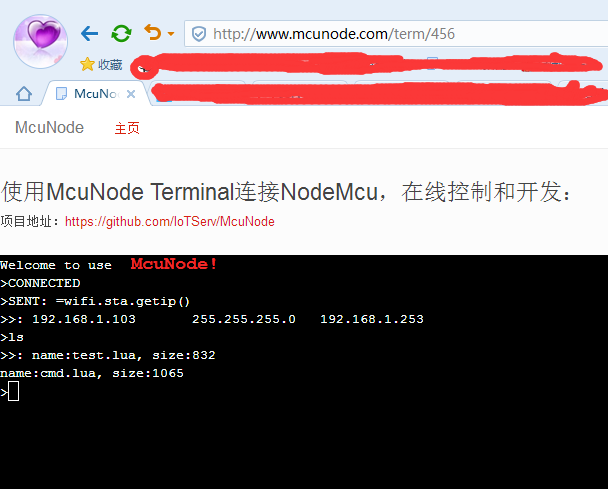 http://www.mcunode.com/term/456
收藏
McuNo
McuNode 主页
使用McuNode Terminal连接NodeMcu，在线控制和开发：
项目地址：https://github.com/IoTServ/McuNode
Welcome to use McuNode!
>CONNECTED
>SENT: =wifi.sta.getip()
>>: 192.168.1.103 255.255.255.0 192.168.1.253
>ls
>>: name:test.lua, size:832
name:cmd.lua, size:1065
>